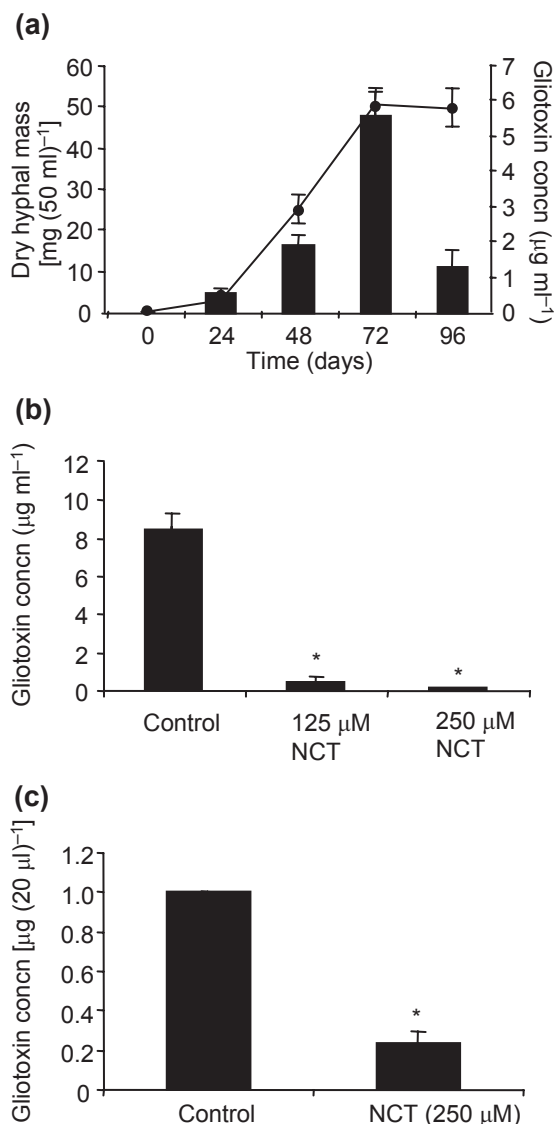 (a)
Dry hyphal mass
[mg (50 ml)⁻¹]
60
50
40
30
20
10
0
7
6
5
4
3
2
1
0
Gliotoxin concn (μg ml⁻¹)
0 24 48 72 96
Time (days)
(b)
Gliotoxin concn (μg ml⁻¹)
12
10
8
6
4
2
0
* *
Control 125 μM 250 μM
NCT NCT
(c)
Gliotoxin concn [μg (20 μl)⁻¹]
1.2
1.0
0.8
0.6
0.4
0.2
0
*
Control NCT (250 μM)